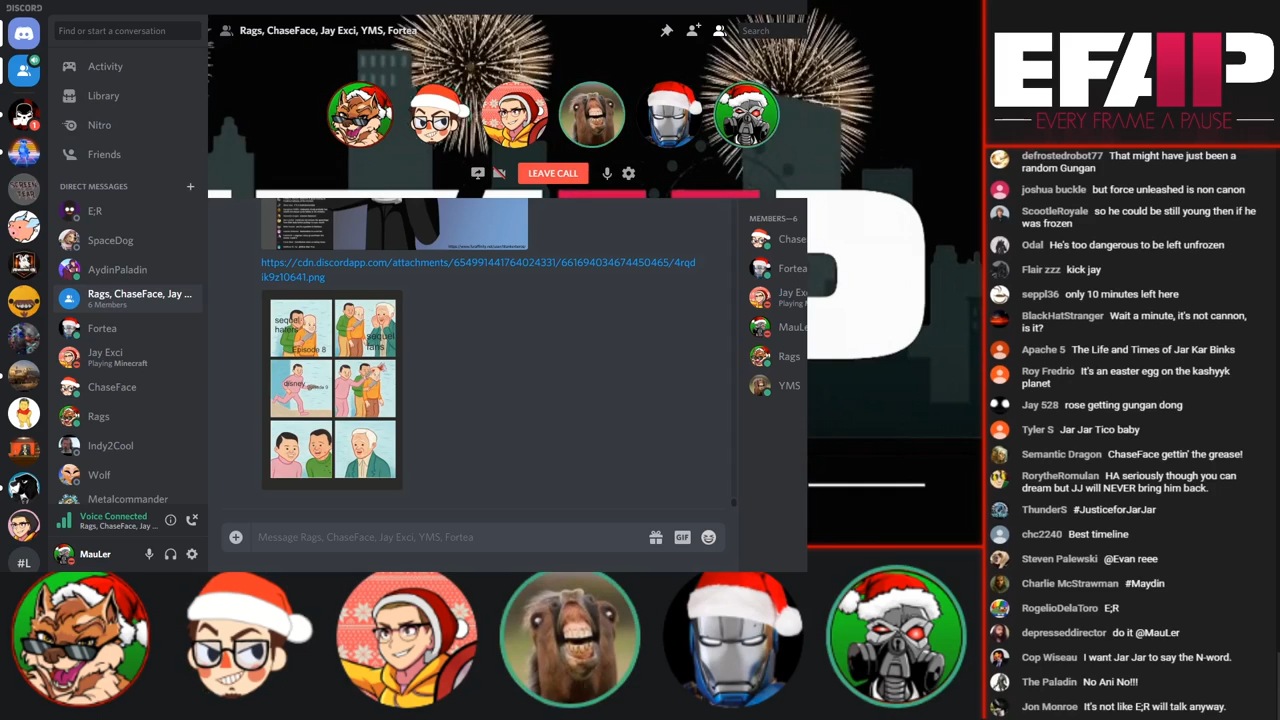 DISCORD
Find or start a conversation
Activity
Library
Nitro
Friends
DIRECT MESSAGES
E;R
SpaceDog
AydinPaladin
Rags, ChaseFace, Jay ...
6 Members
Fortea
Jay Exci
Playing Minecraft
ChaseFace
Rags
Indy2Cool
Wolf
Metalcommander
Voice Connected
Rags, ChaseFace, Jay ...
MauLer
1
#L
Rags, ChaseFace, Jay Exci, YMS, Fortea
Search
LEAVE CALL
https://cdn.discordapp.com/attachments/654991441764024331/661694034674450465/4rqd
ik9z10641.png
sequel
haters
Episode 8
sequel
fans
disney
episode 9
Message Rags, ChaseFace, Jay Exci, YMS, Fortea
GIF
MEMBERS—6
Chase
Fortea
Jay Exc
Playing M
MauLe
Rags
YMS
EFAP
EVERY FRAME A PAUSE
defrostedrobot77 That might have just been a
random Gungan
joshua buckle but force unleashed is non canon
ScootleRoyale so he could be still young then if he
was frozen
Odal He's too dangerous to be left unfrozen
Flair zzz kick jay
seppl36 only 10 minutes left here
BlackHatStranger Wait a minute, it's not cannon,
is it?
Apache 5 The Life and Times of Jar Kar Binks
Roy Fredrio It's an easter egg on the kashyyk
planet
Jay 528 rose getting gungan dong
Tyler S Jar Jar Tico baby
Semantic Dragon ChaseFace gettin' the grease!
RorytheRomulan HA seriously though you can
dream but JJ will NEVER bring him back.
ThunderS #JusticeforJarJar
chc2240 Best timeline
Steven Palewski @Evan reee
Charlie McStrawman #Maydin
RogelioDelaToro E;R
depresseddirector do it @MauLer
Cop Wiseau I want Jar Jar to say the N-word.
The Paladin No Ani No!!!
Jon Monroe It's not like E;R will talk anyway.